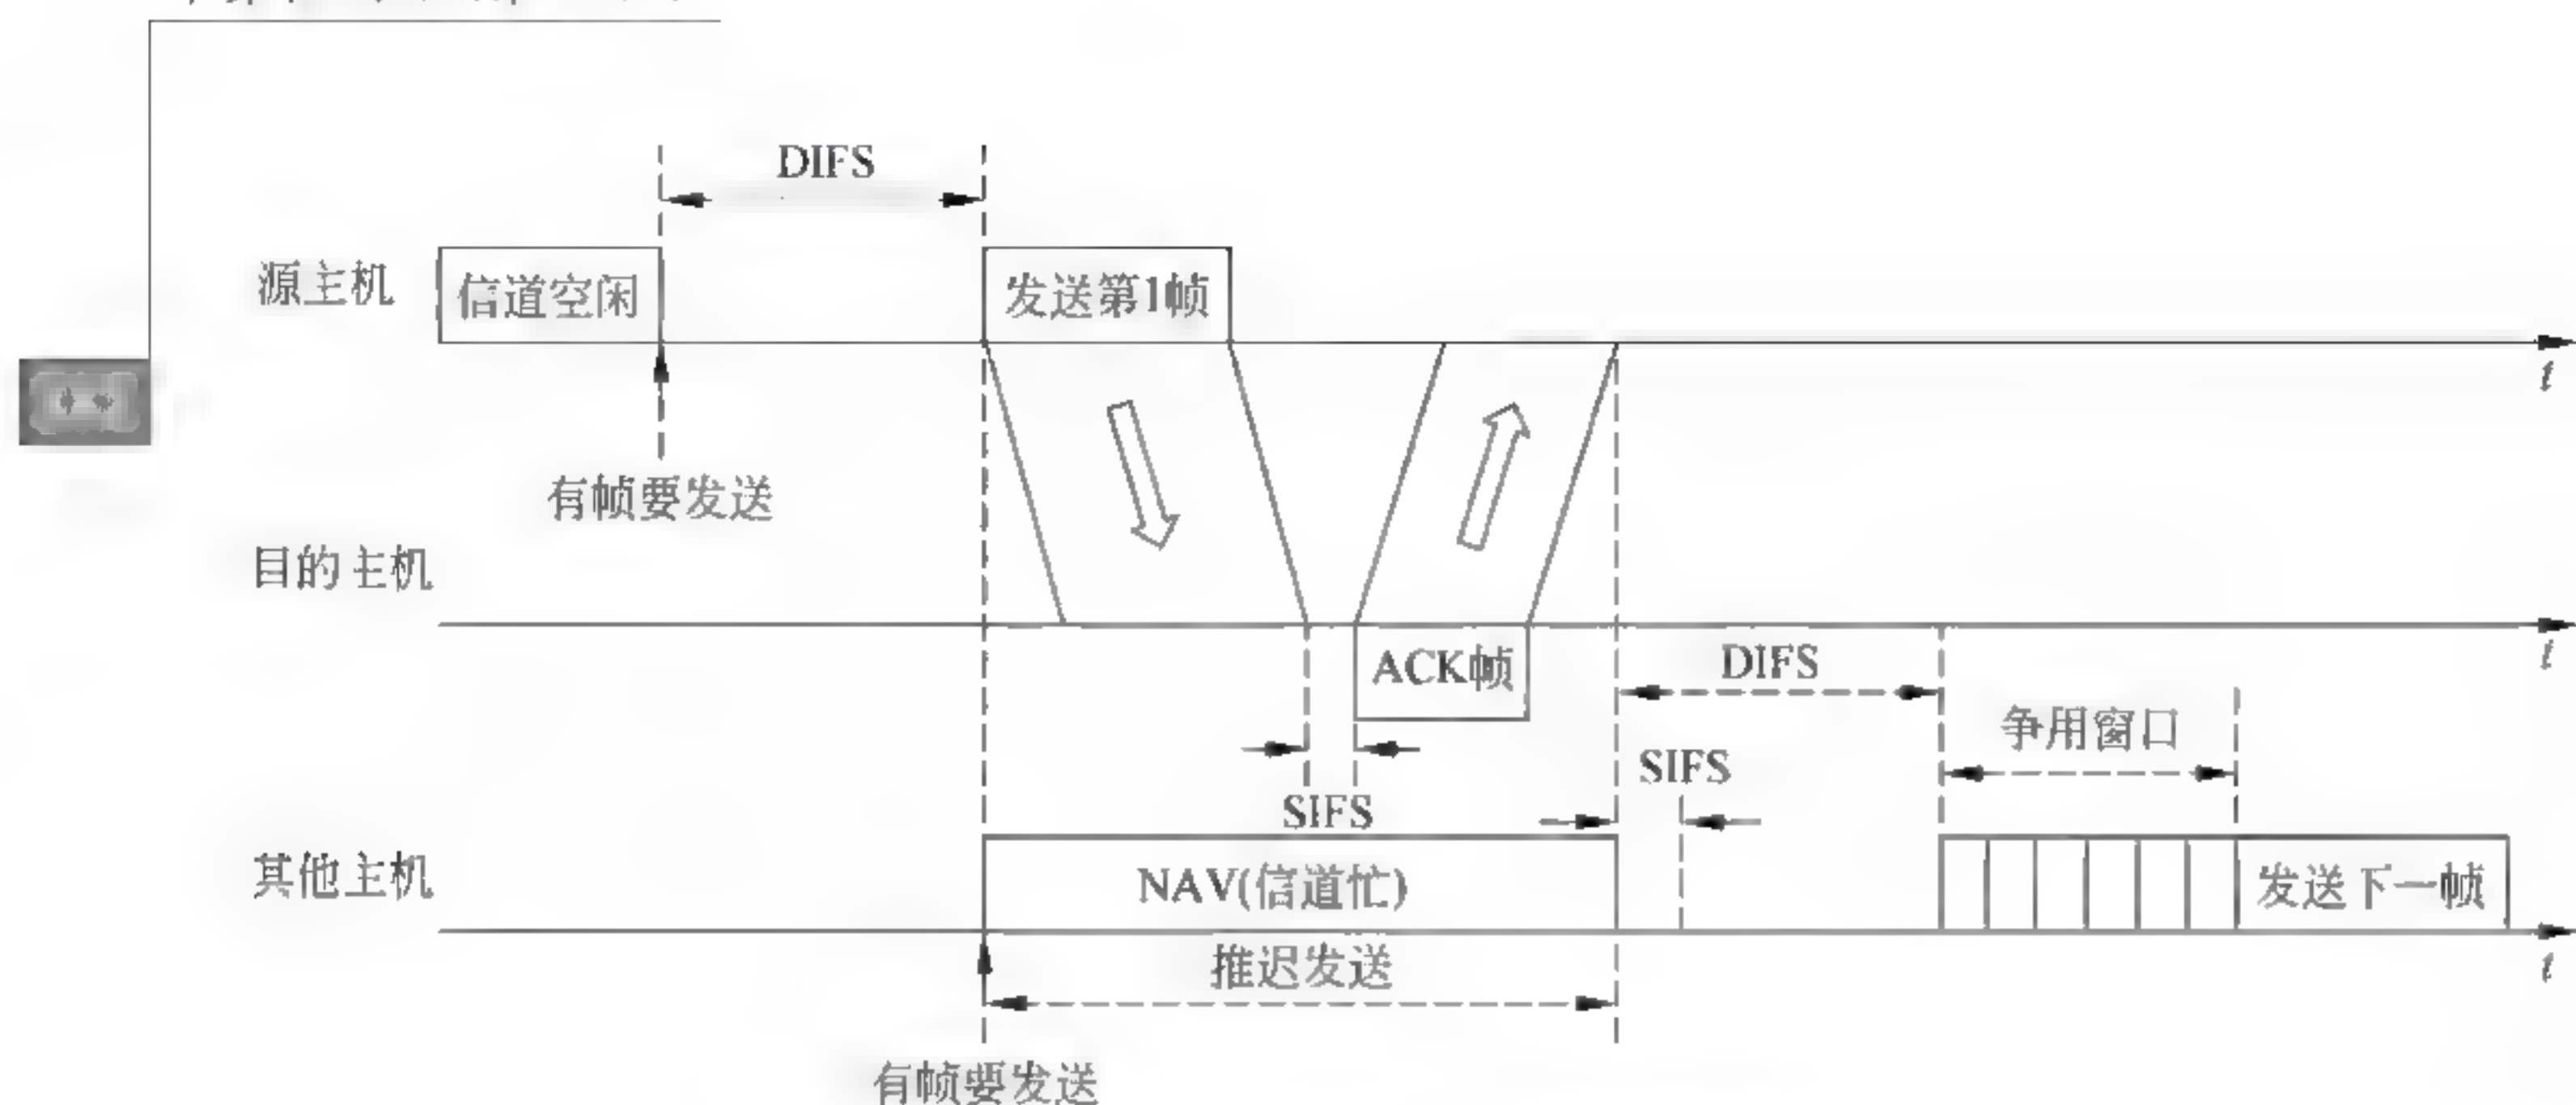 DIFS
源主机
信道空闲
发送第1帧
t
有帧要发送
目的主机
t
ACK帧
DIFS
争用窗口
SIFS
SIFS
其他主机
NAV(信道忙)
发送下一帧
推迟发送
t
有帧要发送